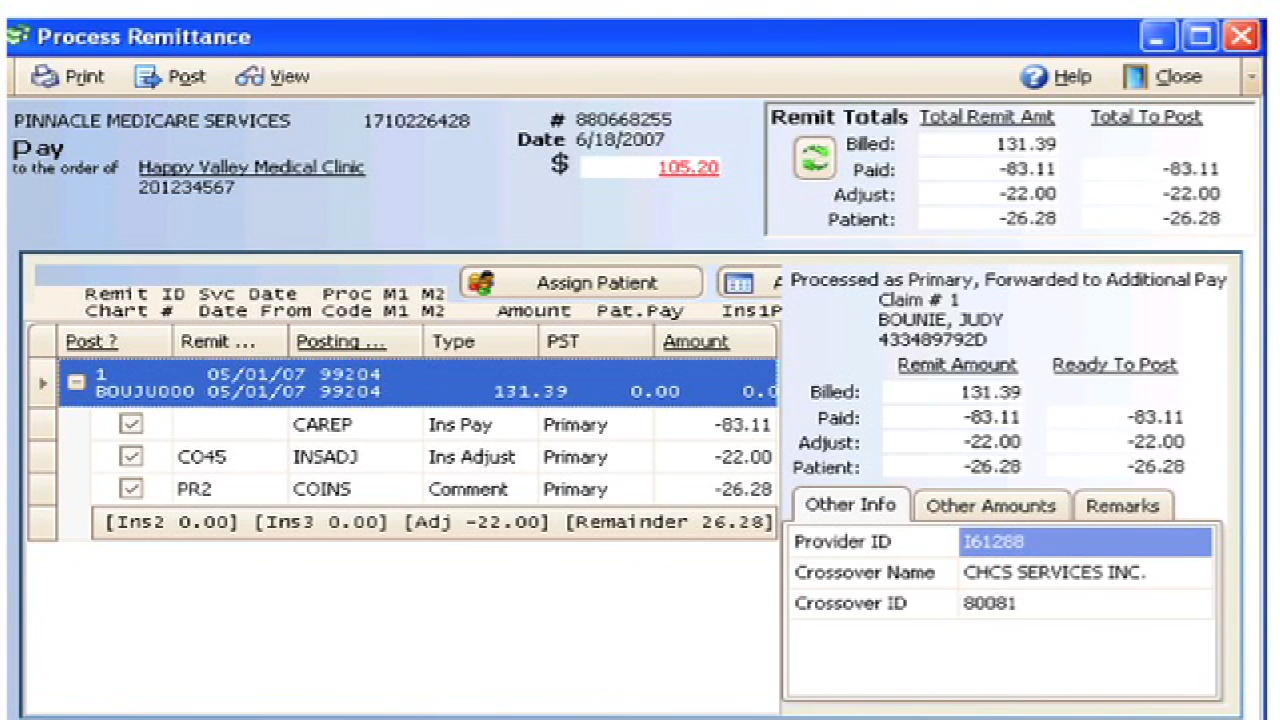 Process Remittance
Print Post View Help Close
PINNACLE MEDICARE SERVICES 1710226428 # 880668255
Date 6/18/2007
Pay $ 105.20
to the order of Happy Valley Medical Clinic
201234567
Remit Totals Total Remit Amt Total To Post
Billed: 131.39
Paid: -83.11 -83.11
Adjust: -22.00 -22.00
Patient: -26.28 -26.28
Assign Patient A
Remit ID Svc Date Proc M1 M2
Chart # Date From Code M1 M2 Amount Pat.Pay Ins1P
Post ? Remit ... Posting ... Type PST Amount
1 05/01/07 99204
BOUJU000 05/01/07 99204 131.39 0.00 0.0
CAREP Ins Pay Primary -83.11
CO45 INSADJ Ins Adjust Primary -22.00
PR2 COINS Comment Primary -26.28
[Ins2 0.00] [Ins3 0.00] [Adj -22.00] [Remainder 26.28]
Processed as Primary, Forwarded to Additional Pay
Claim # 1
BOUNIE, JUDY
433489792D
Remit Amount Ready To Post
Billed: 131.39
Paid: -83.11 -83.11
Adjust: -22.00 -22.00
Patient: -26.28 -26.28
Other Info Other Amounts Remarks
Provider ID I61288
Crossover Name CHCS SERVICES INC.
Crossover ID 80081